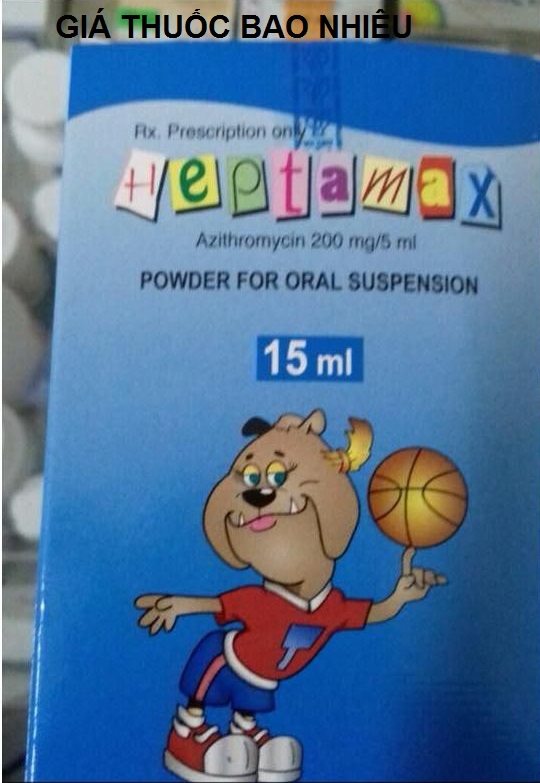 GIÁ THUỐC BAO NHIÊU
Rx. Prescription only
Heptamax
Azithromycin 200 mg/5 ml
POWDER FOR ORAL SUSPENSION
15 ml